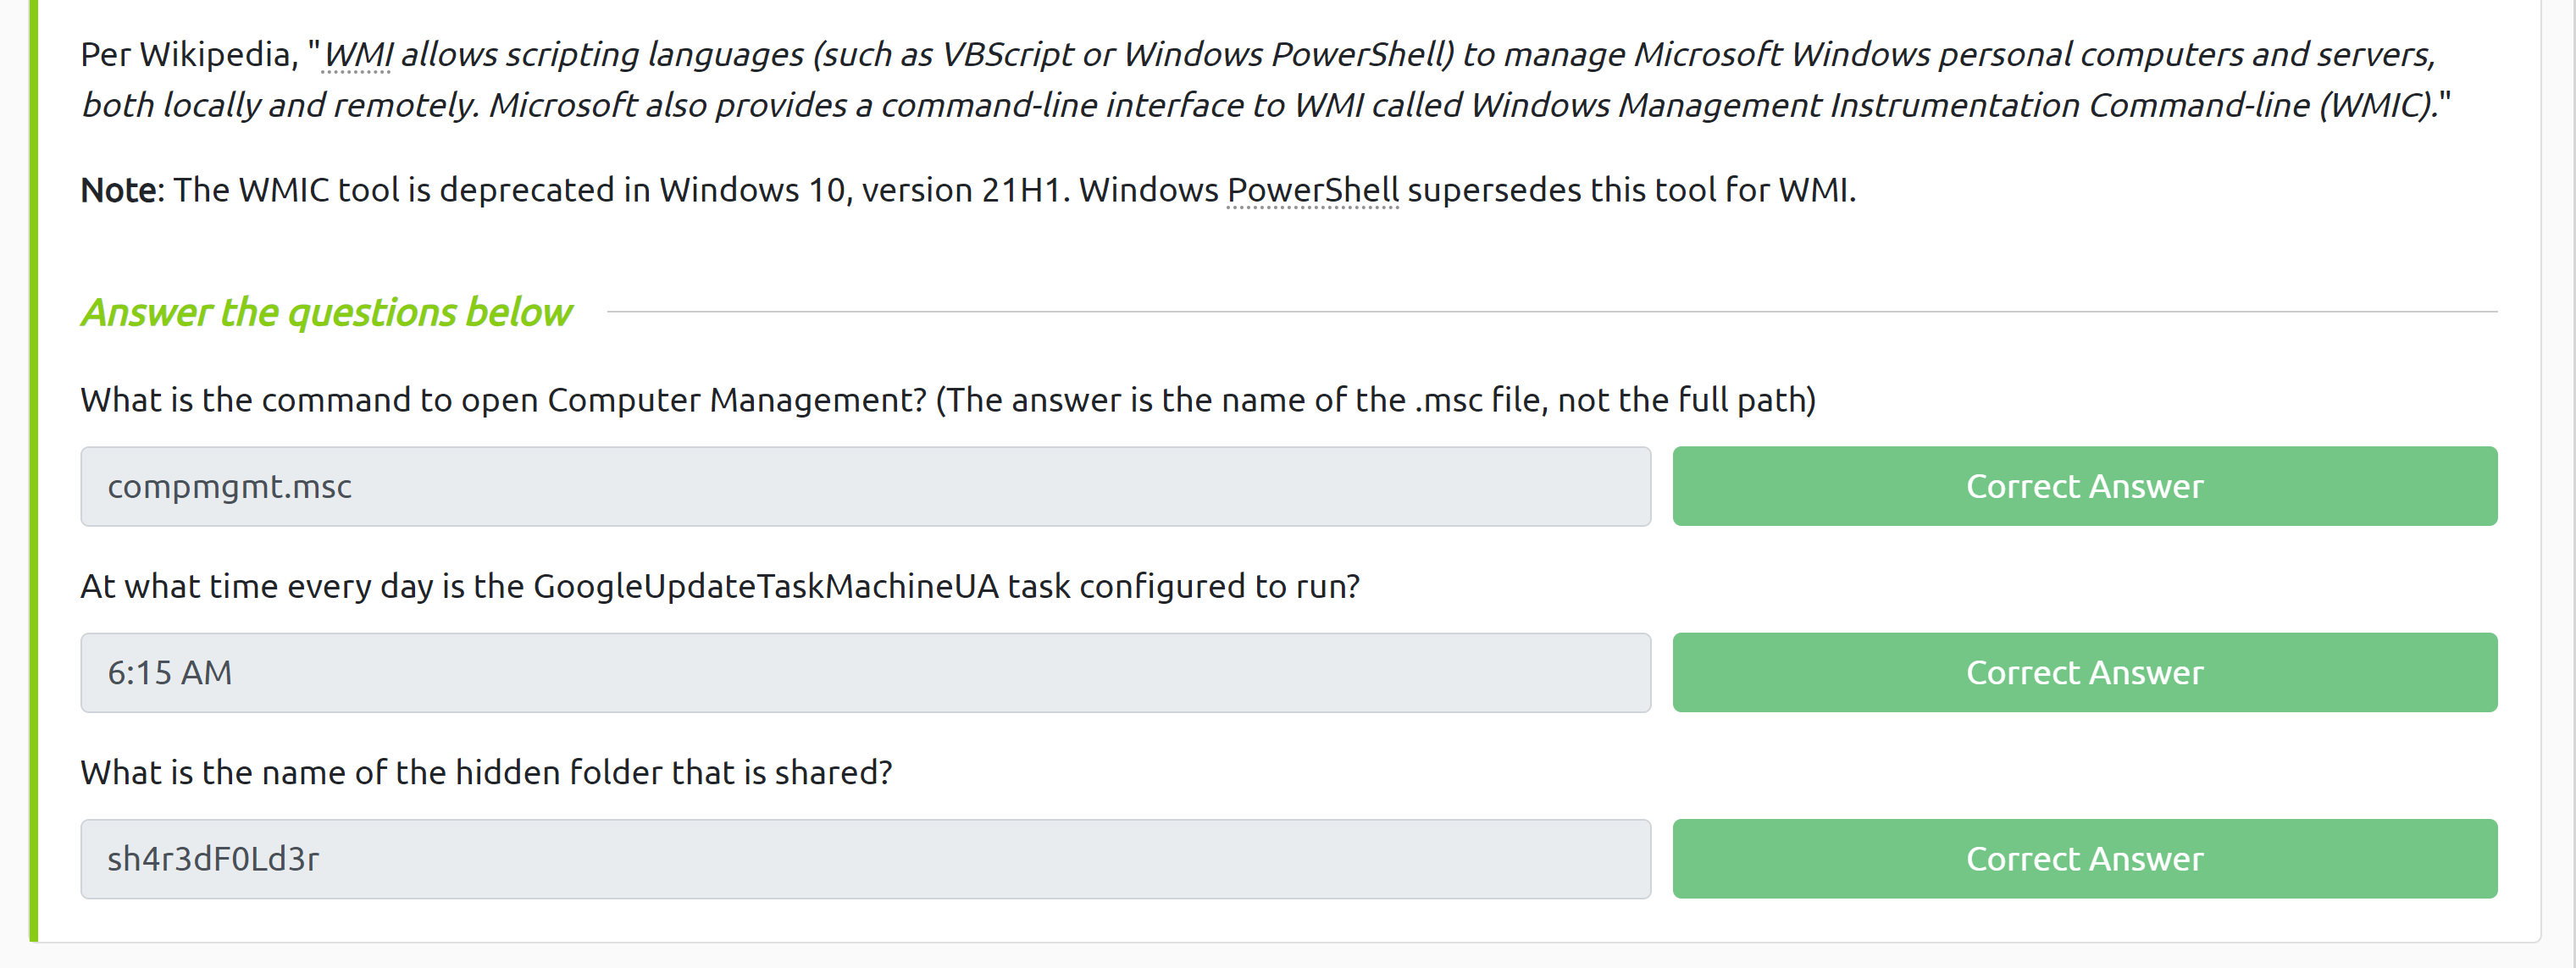 Per Wikipedia, "WMI allows scripting languages (such as VBScript or Windows PowerShell) to manage Microsoft Windows personal computers and servers,
both locally and remotely. Microsoft also provides a command-line interface to WMI called Windows Management Instrumentation Command-line (WMIC)."
Note: The WMIC tool is deprecated in Windows 10, version 21H1. Windows PowerShell supersedes this tool for WMI.
Answer the questions below
What is the command to open Computer Management? (The answer is the name of the .msc file, not the full path)
compmgmt.msc
Correct Answer
At what time every day is the GoogleUpdateTaskMachineUA task configured to run?
6:15 AM
Correct Answer
What is the name of the hidden folder that is shared?
sh4r3dF0Ld3r
Correct Answer